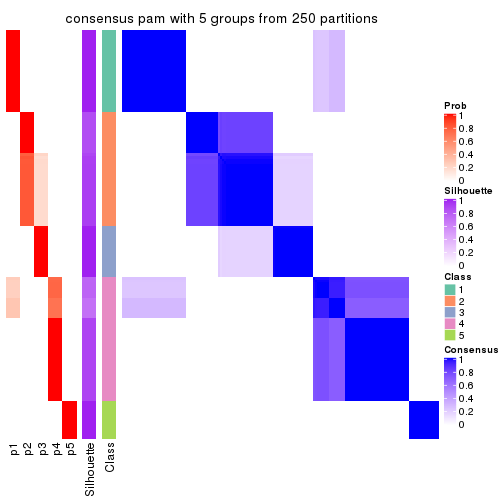 consensus pam with 5 groups from 250 partitions
Prob
1
0.8
0.6
0.4
0.2
0
Silhouette
1
0.8
0.6
0.4
0.2
0
Class
1
2
3
4
5
Consensus
1
0.8
0.6
0.4
0.2
0
p1
p2
p3
p4
p5
Silhouette
Class